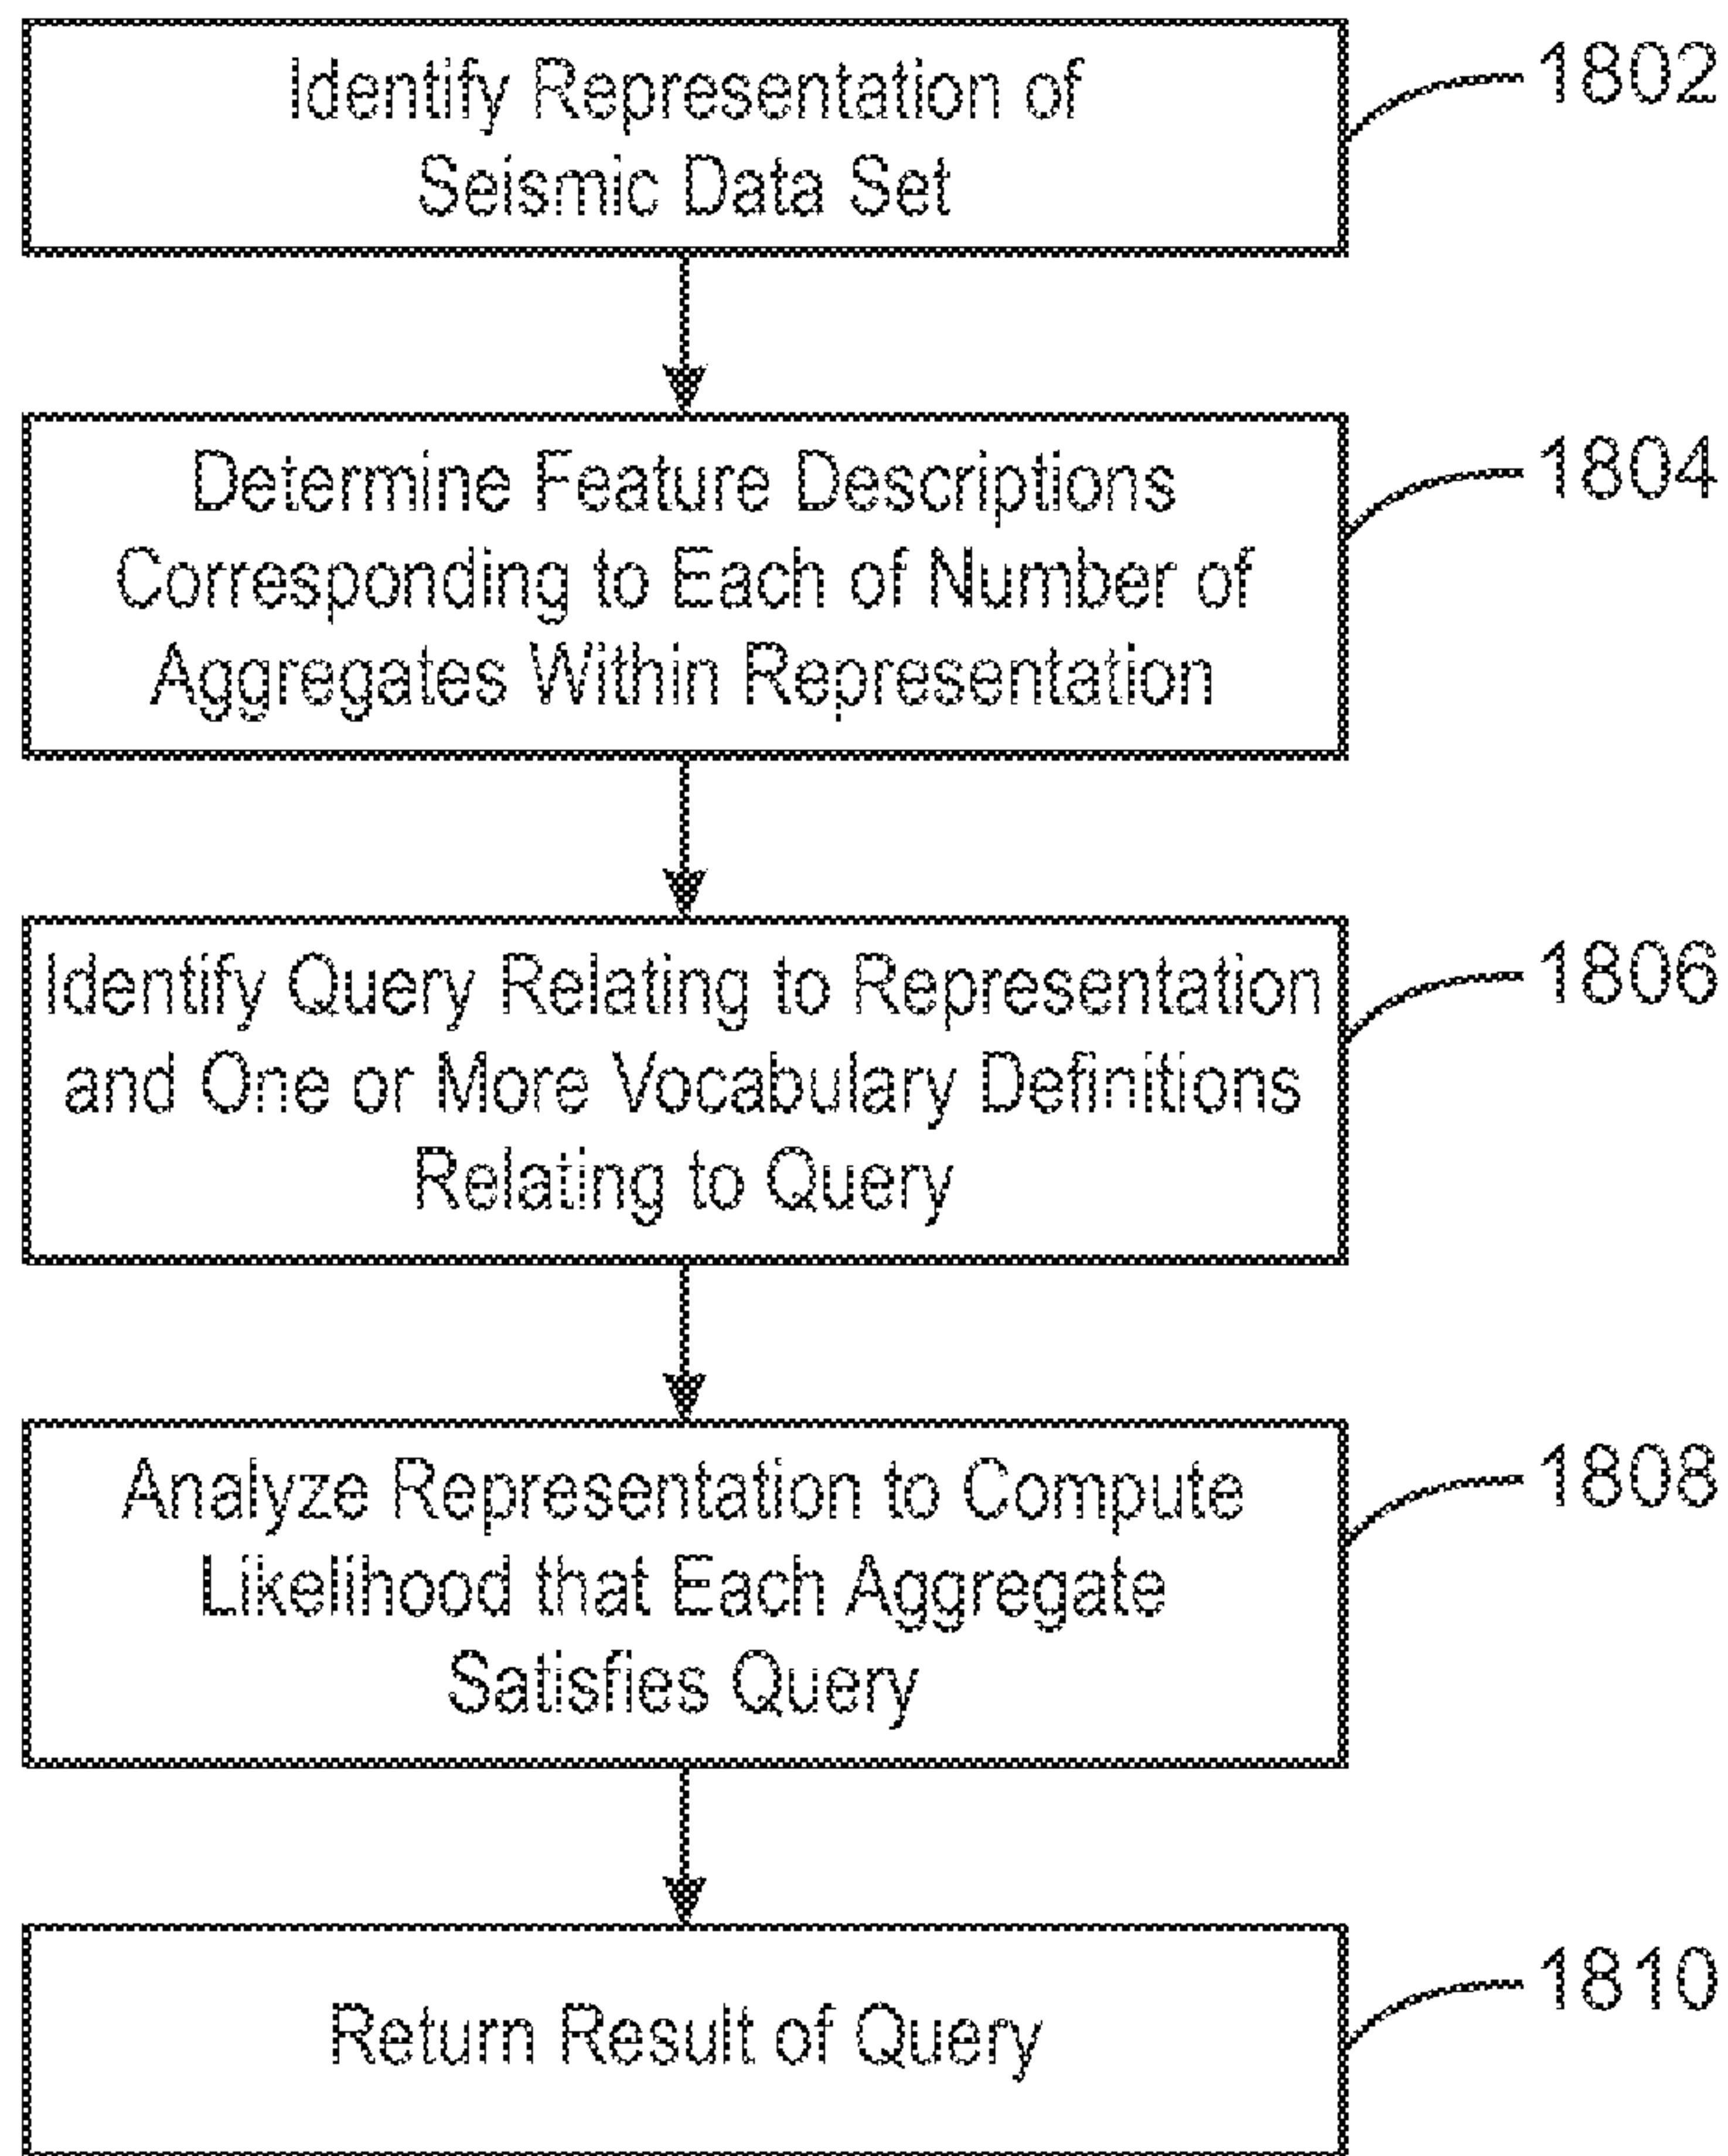 Identify Representation of
Seismic Data Set
1802
Determine Feature Descriptions
Corresponding to Each of Number of
Aggregates Within Representation
1804
Identify Query Relating to Representation
and One or More Vocabulary Definitions
Relating to Query
1806
Analyze Representation to Compute
Likelihood that Each Aggregate
Satisfies Query
1808
Return Result of Query
1810